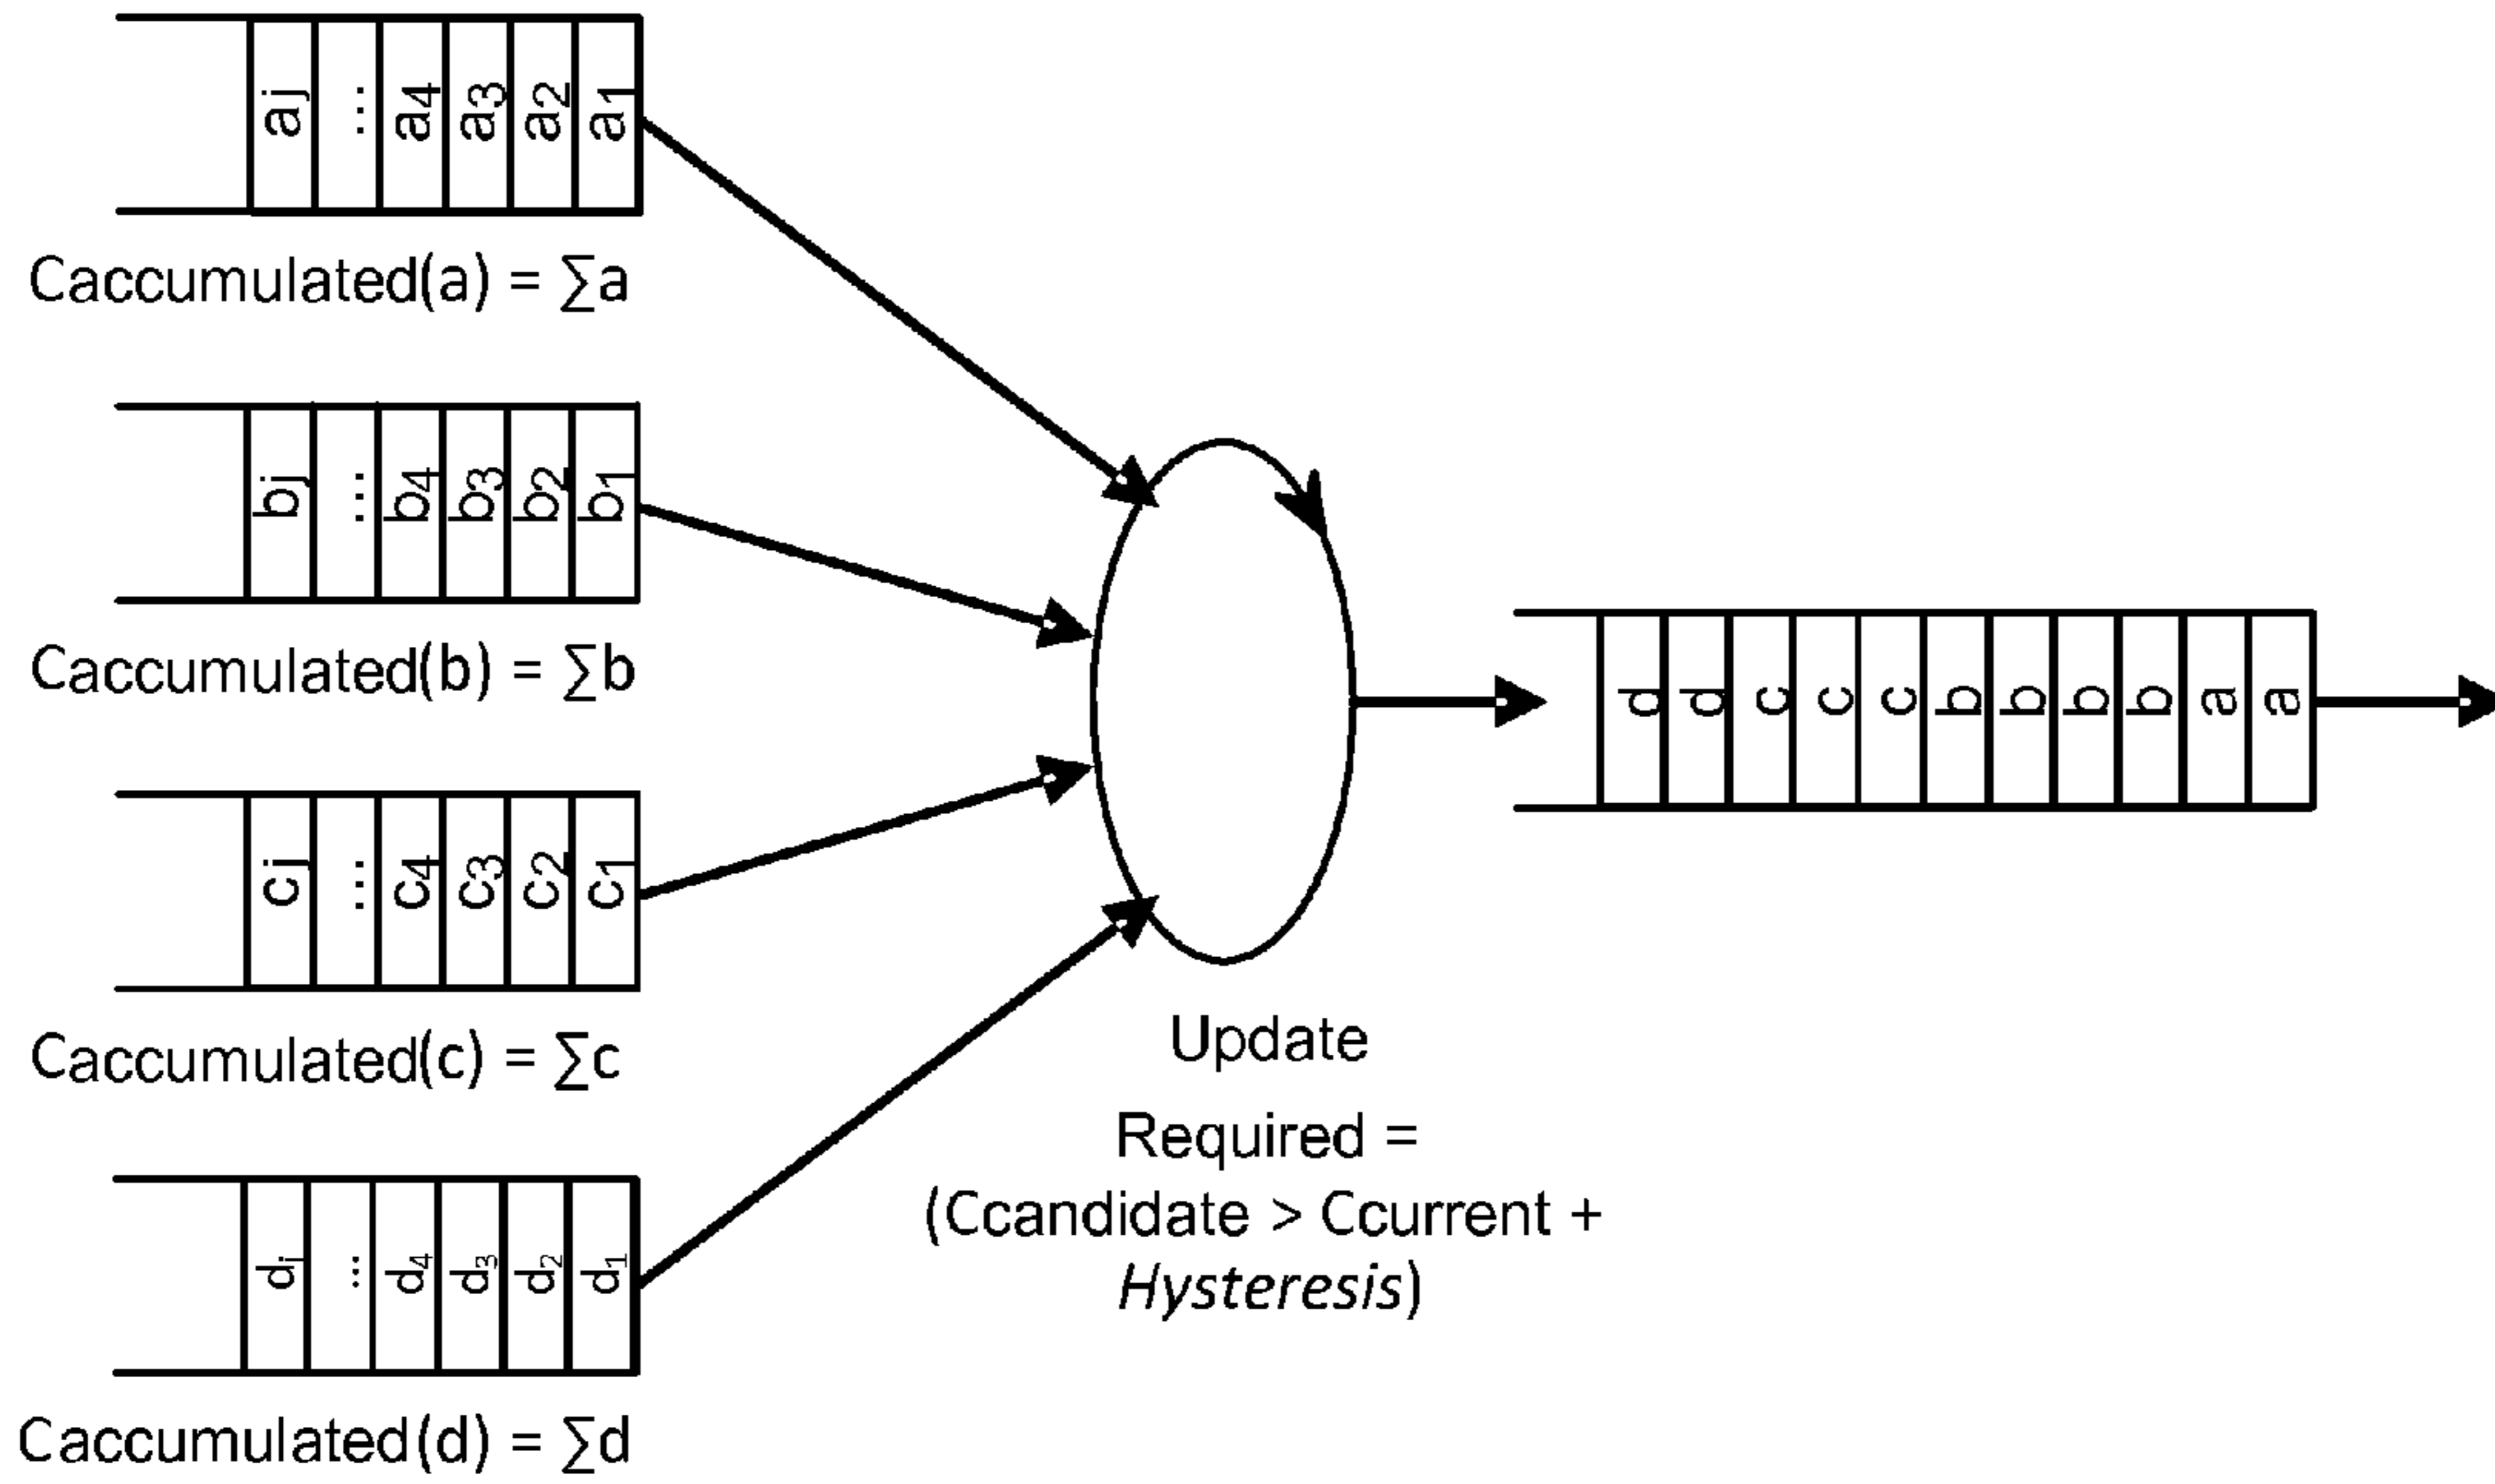 aj ... a4 a3 a2 a1
Caccumulated(a) = ∑a
bj ... b4 b3 b2 b1
Caccumulated(b) = ∑b
cj ... c4 c3 c2 c1
Caccumulated(c) = ∑c
di ... d4 d3 d2 d1
Caccumulated(d) = ∑d
Update
Required =
(Ccandidate > Ccurrent +
Hysteresis)
d d c c c b b b b a a